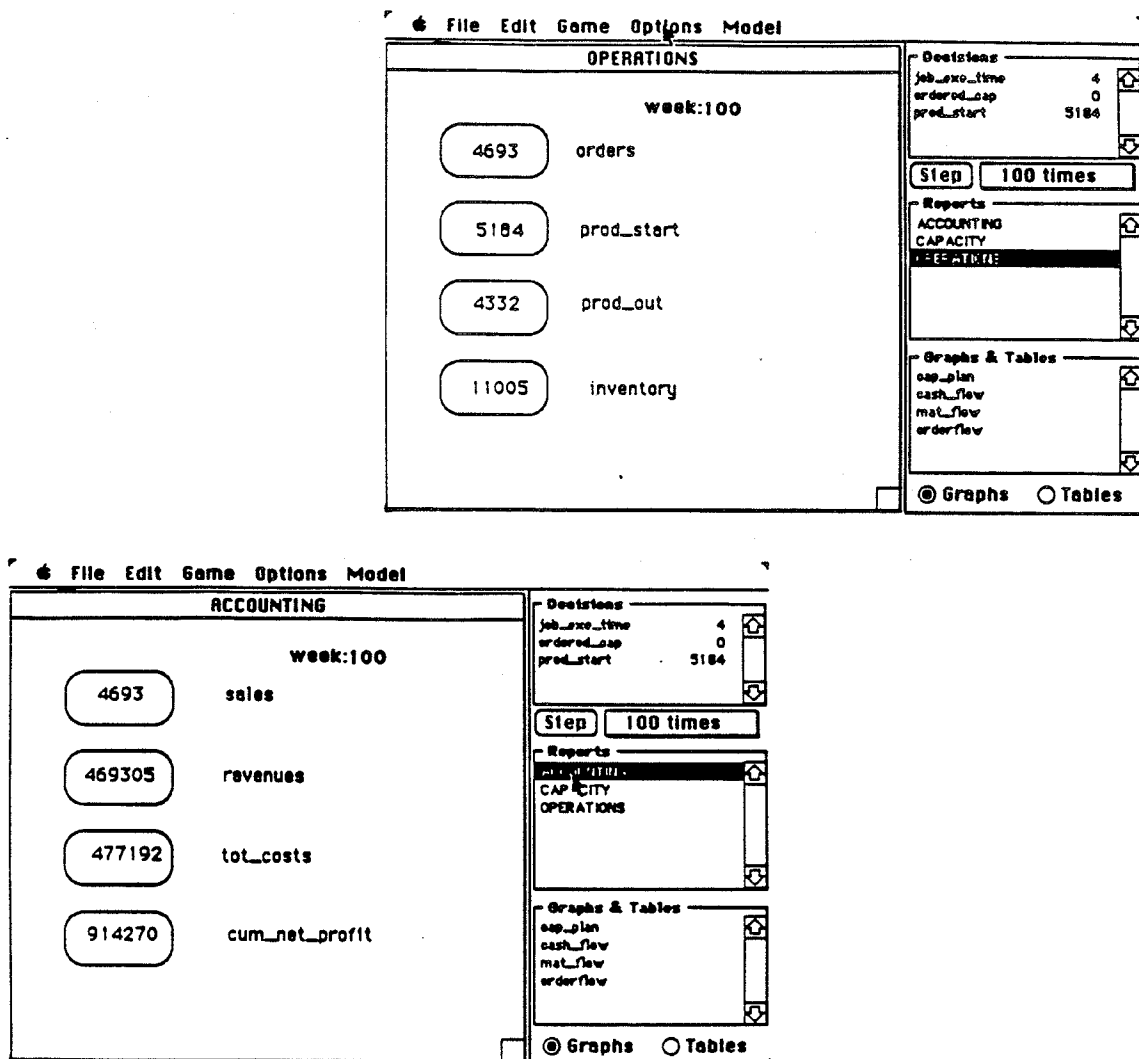 File Edit Game Options Model
OPERATIONS
week:100
4693 orders
5184 prod_start
4332 prod_out
11005 inventory
Decisions
job_exe_time 4
ordered_cap 0
prod_start 5184
Step 100 times
Reports
ACCOUNTING
CAPACITY
OPERATIONS
Graphs & Tables
cap_plan
cash_flow
mat_flow
orderflow
Graphs Tables
File Edit Game Options Model
ACCOUNTING
week:100
4693 sales
469305 revenues
477192 tot_costs
914270 cum_net_profit
Decisions
job_exe_time 4
ordered_cap 0
prod_start 5184
Step 100 times
Reports
ACCOUNTING
CAPACITY
OPERATIONS
Graphs & Tables
cap_plan
cash_flow
mat_flow
orderflow
Graphs Tables